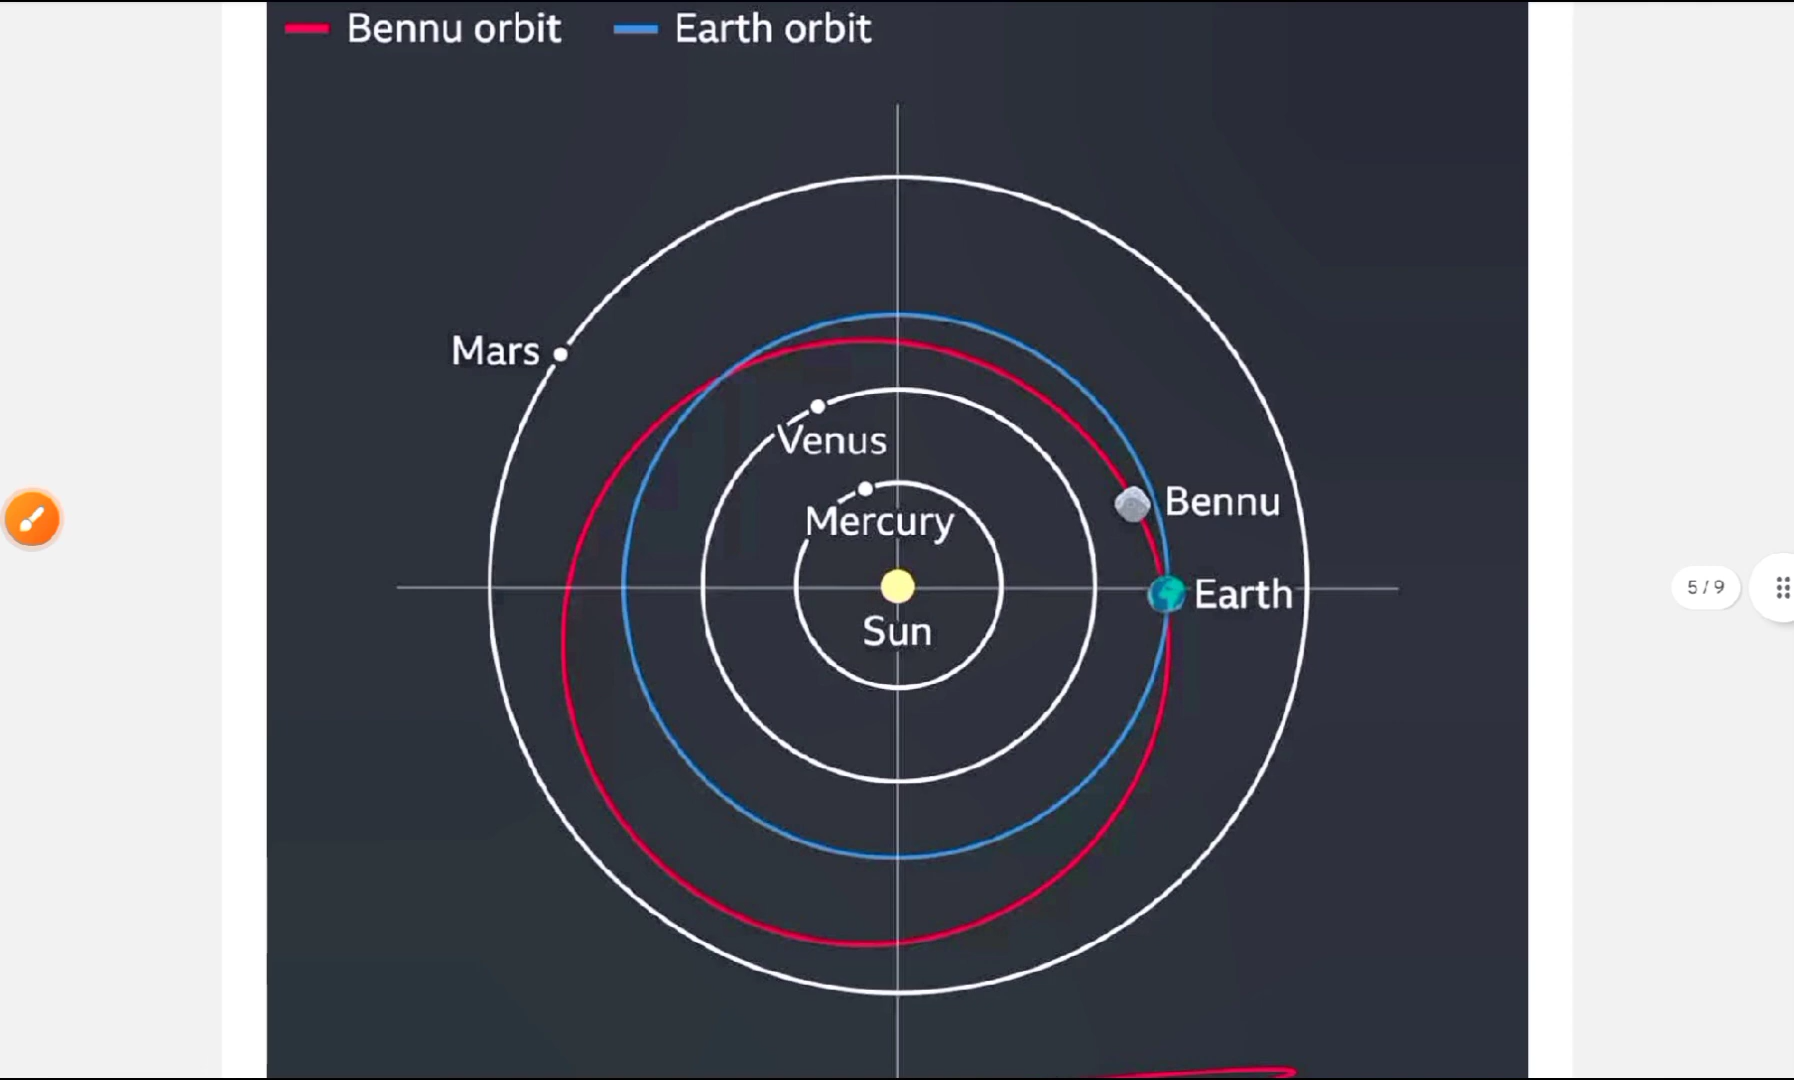 Bennu orbit Earth orbit
Mars
Venus
Bennu
Mercury
Earth
Sun
5 / 9